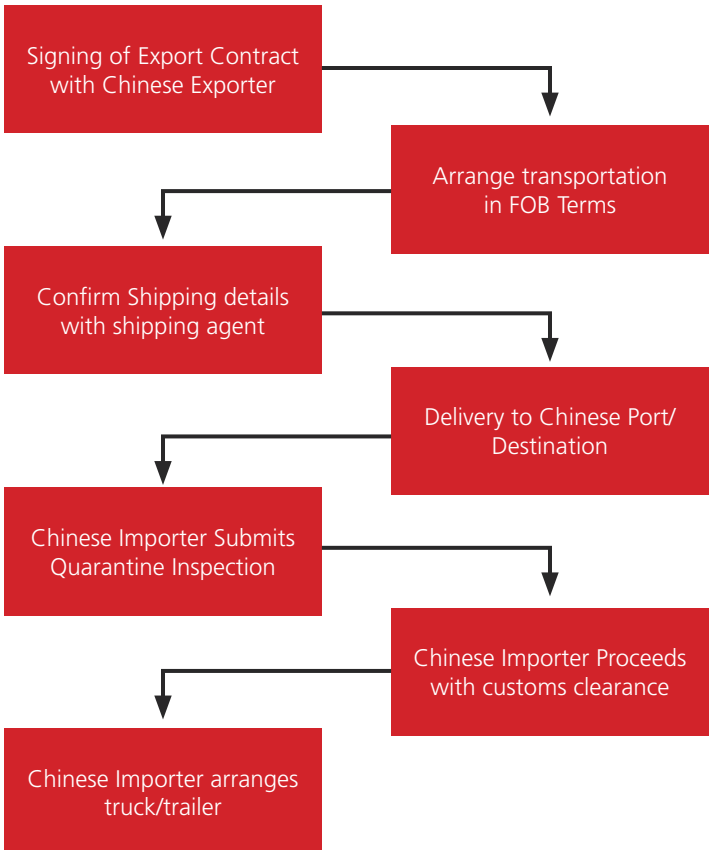 Signing of Export Contract
with Chinese Exporter
Arrange transportation
in FOB Terms
Confirm Shipping details
with shipping agent
Delivery to Chinese Port/
Destination
Chinese Importer Submits
Quarantine Inspection
Chinese Importer Proceeds
with customs clearance
Chinese Importer arranges
truck/trailer